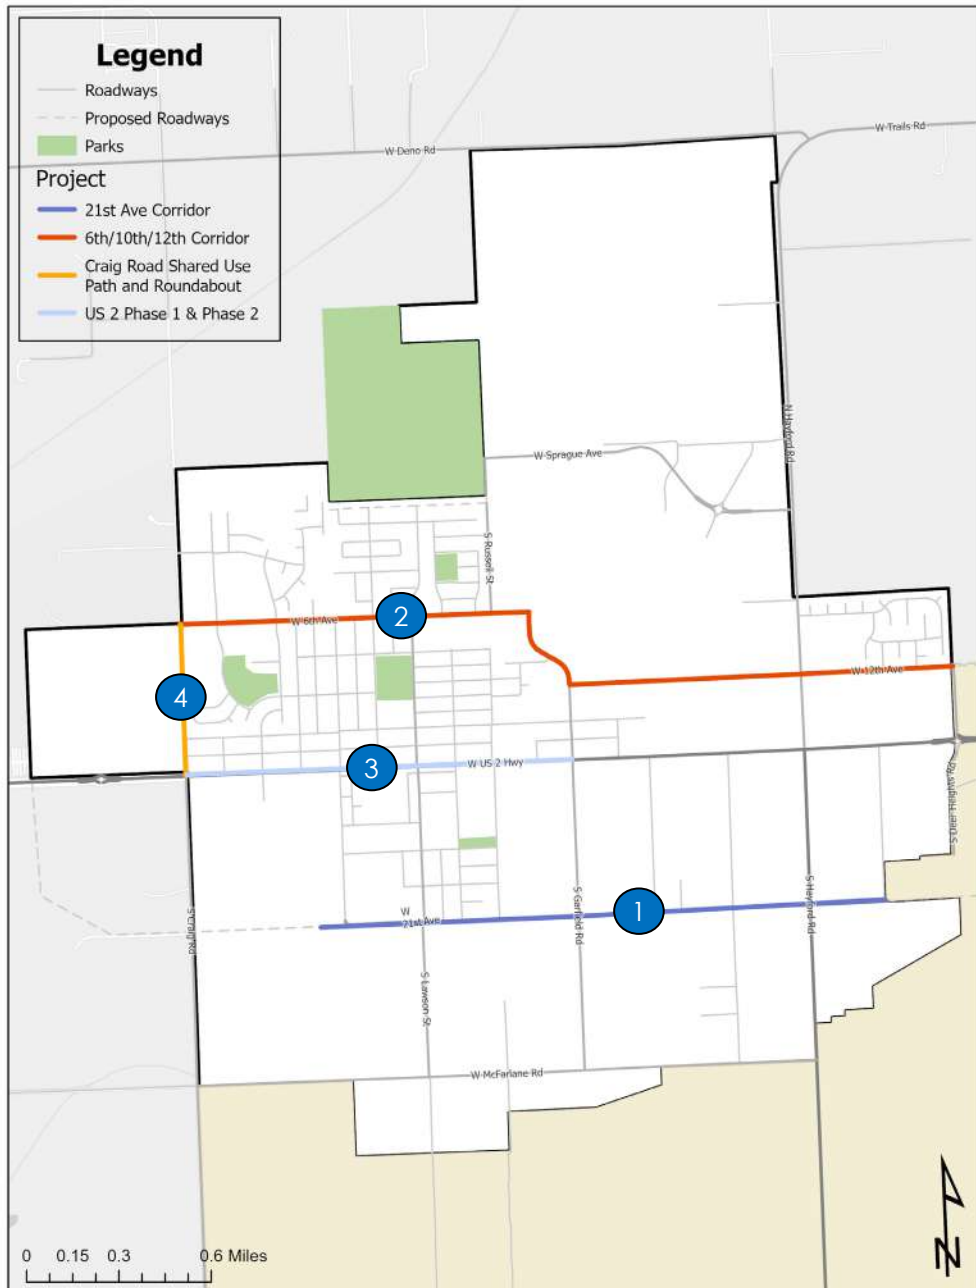 Legend
Roadways
Proposed Roadways
Parks
Project
21st Ave Corridor
6th/10th/12th Corridor
Craig Road Shared Use
Path and Roundabout
US 2 Phase 1 & Phase 2
W Deno Rd
W Trails Rd
N Hayford Rd
W Sprague Ave
S Russell St
W 6th Ave
2
W 12th Ave
4
3
W US 2 Hwy
S Deer Heights Rd
S Craig Rd
W
21st Ave
S Garfield Rd
1
S Hayford Rd
S Lawson St
W McFarlane Rd
0 0.15 0.3 0.6 Miles
N